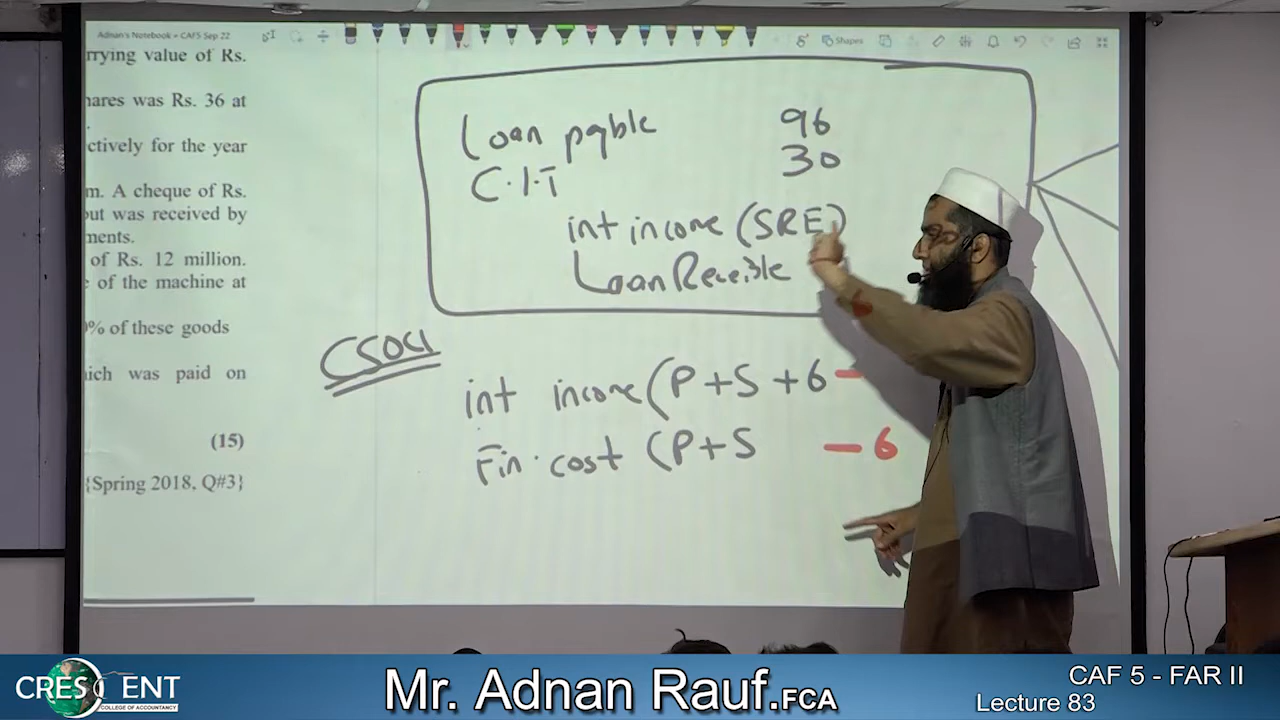 Adnan's Notebook » CAF5 Sep 22
Shapes
rrying value of Rs.
hares was Rs. 36 at
ctively for the year
m. A cheque of Rs.
out was received by
ments.
of Rs. 12 million.
e of the machine at
0% of these goods
hich was paid on
(15)
{Spring 2018, Q#3}
Loan payble 96
C.I.T 30
int income (SRE)
Loan Receible
CSOCI
int income (P+S+6 –
Fin. cost (P+S – 6
CRESCENT
COLLEGE OF ACCOUNTANCY
Mr. Adnan Rauf.FCA
CAF 5 - FAR II
Lecture 83